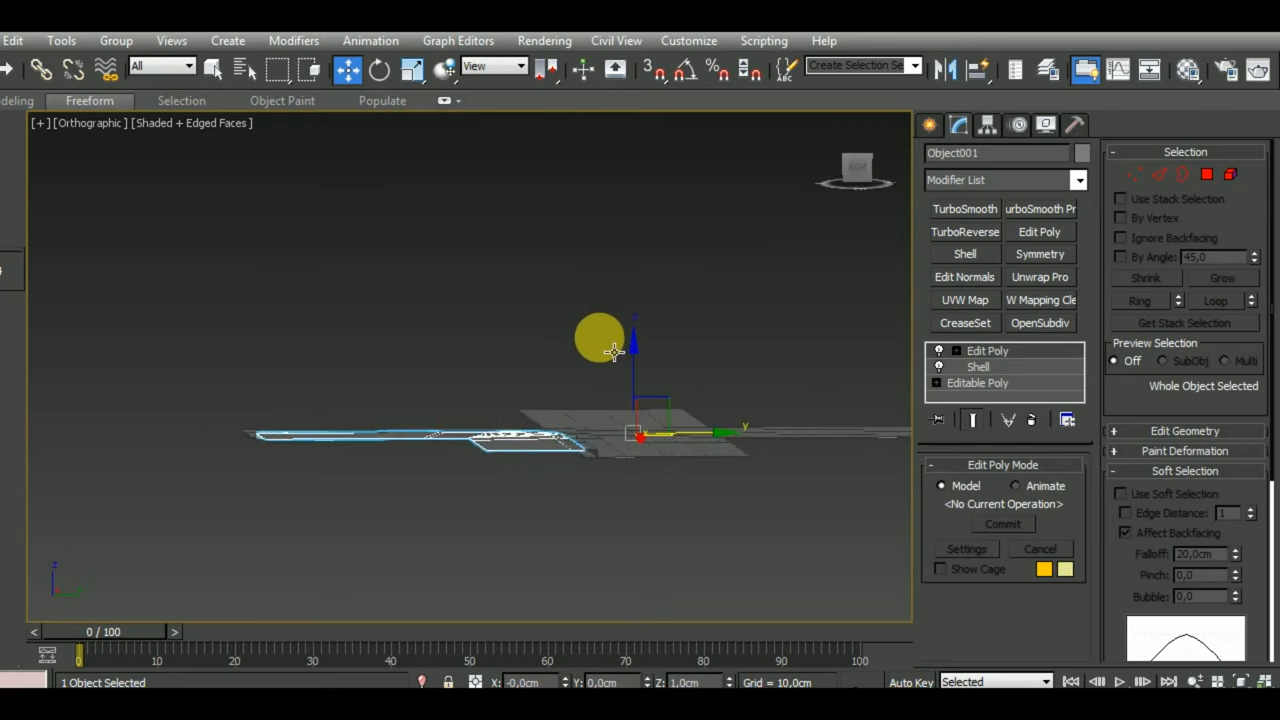 Edit Tools Group Views Create Modifiers Animation Graph Editors Rendering Civil View Customize Scripting Help
All View 3 % ABC Create Selection Se
deling Freeform Selection Object Paint Populate
[+] [Orthographic] [Shaded + Edged Faces]
Object001
Modifier List
TurboSmooth urboSmooth Pr
TurboReverse Edit Poly
Shell Symmetry
Edit Normals Unwrap Pro
UVW Map W Mapping Cle
CreaseSet OpenSubdiv
Edit Poly
Shell
Editable Poly
- Edit Poly Mode
Model Animate
<No Current Operation>
Commit
Settings Cancel
Show Cage
- Selection
Use Stack Selection
By Vertex
Ignore Backfacing
By Angle: 45,0
Shrink Grow
Ring Loop
Get Stack Selection
Preview Selection
Off SubObj Multi
Whole Object Selected
+ Edit Geometry
+ Paint Deformation
- Soft Selection
Use Soft Selection
Edge Distance: 1
Affect Backfacing
Falloff: 20,0cm
Pinch: 0,0
Bubble: 0,0
z
x
y
z
< 0 / 100 >
0 10 20 30 40 50 60 70 80 90 100
1 Object Selected X: -0,0cm Y: 0,0cm Z: 1,0cm Grid = 10,0cm Auto Key Selected